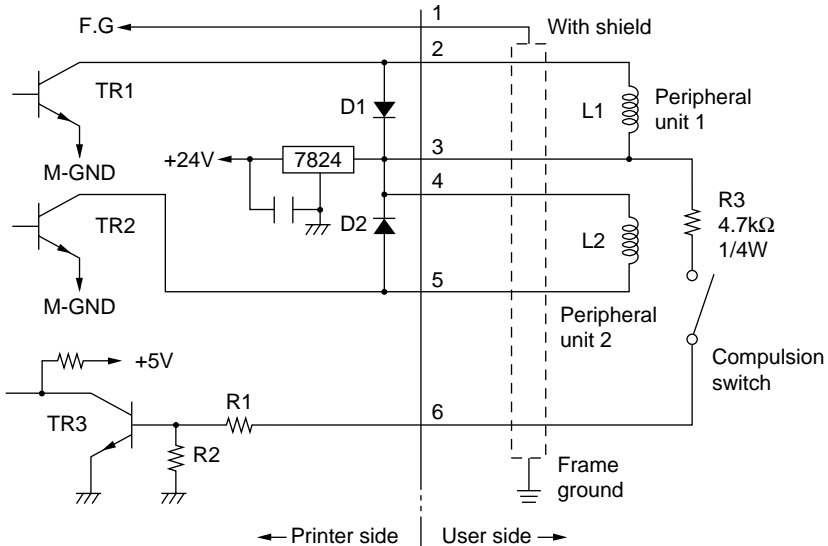 F.G
1
With shield
2
TR1
D1
L1
Peripheral
unit 1
M-GND
+24V
7824
3
4
TR2
D2
L2
R3
4.7kΩ
1/4W
M-GND
5
Peripheral
unit 2
+5V
Compulsion
switch
TR3
R1
6
R2
Frame
ground
Printer side
User side